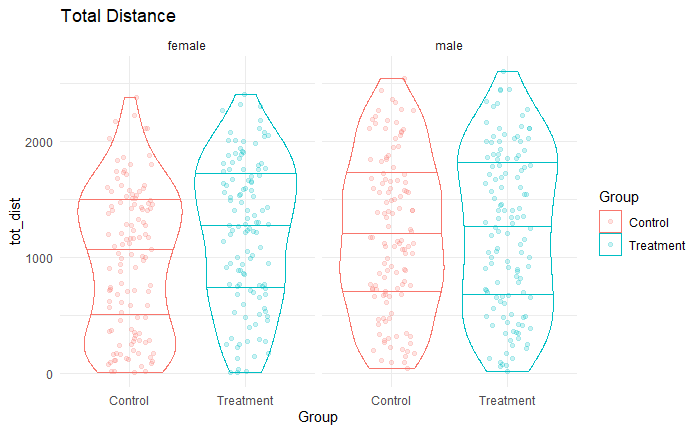 Total Distance
female
male
tot_dist
2000
1000
0
Control
Treatment
Control
Treatment
Group
Group
Control
Treatment